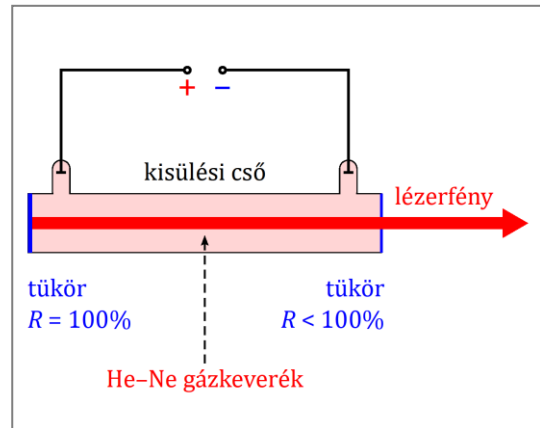 + −
kisülési cső
lézerfény
tükör
R = 100%
tükör
R < 100%
He–Ne gázkeverék